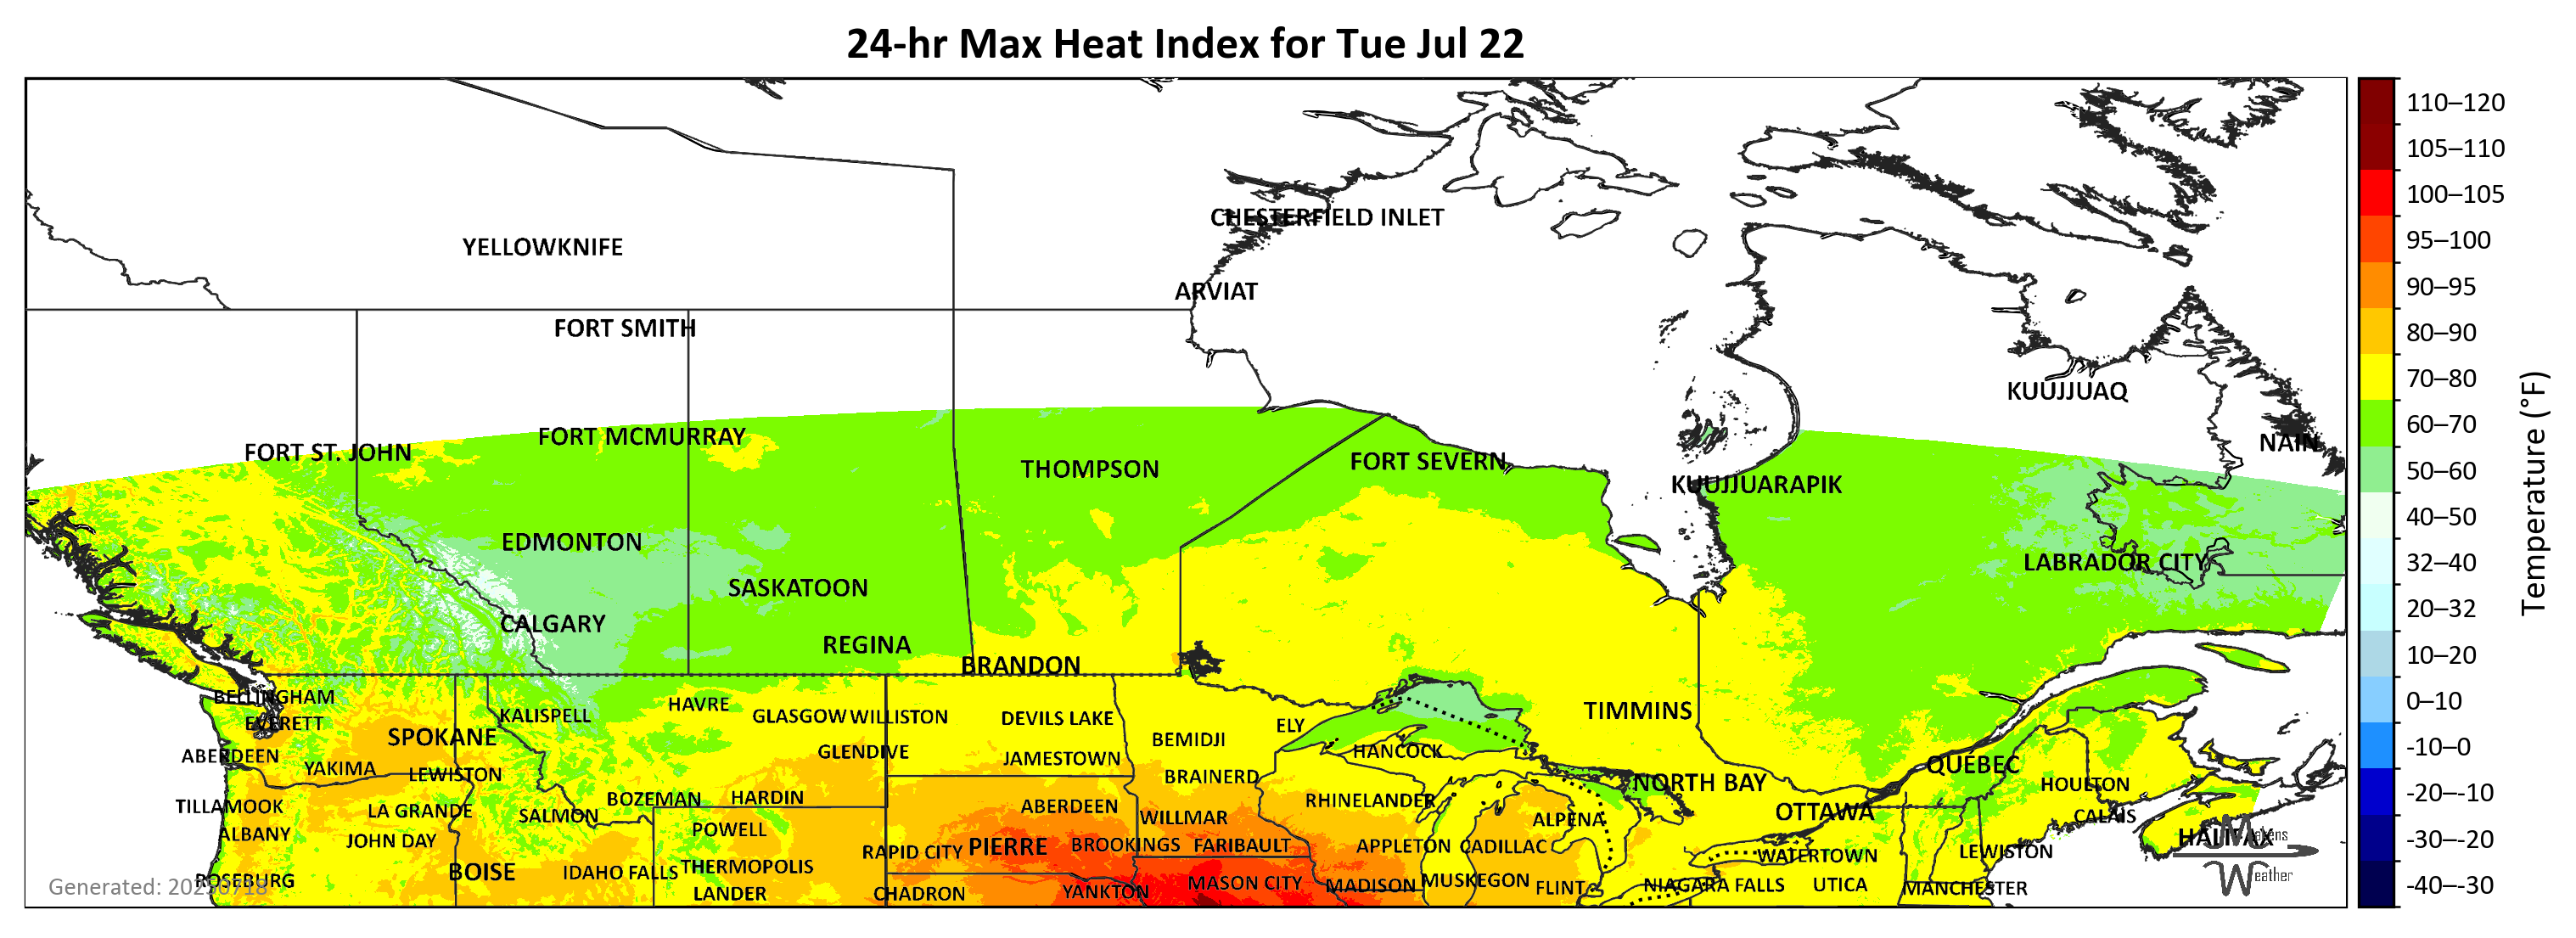 24-hr Max Heat Index for Tue Jul 22
110–120
105–110
100–105
95–100
90–95
80–90
70–80
60–70
50–60
40–50
32–40
20–32
10–20
0–10
-10–0
-20–-10
-30–-20
-40–-30
Temperature (°F)
CHESTERFIELD INLET
YELLOWKNIFE
ARVIAT
FORT SMITH
KUUJJUAQ
FORT MCMURRAY
NAIN
FORT ST. JOHN
FORT SEVERN
THOMPSON
KUUJJUARAPIK
EDMONTON
LABRADOR CITY
SASKATOON
CALGARY
REGINA
BRANDON
BELLINGHAM
HAVRE
TIMMINS
KALISPELL
GLASGOW
WILLISTON
DEVILS LAKE
EVERETT
ELY
SPOKANE
BEMIDJI
HANCOCK
GLENDIVE
ABERDEEN
JAMESTOWN
QUÉBEC
YAKIMA
LEWISTON
BRAINERD
NORTH BAY
HOULTON
BOZEMAN
HARDIN
RHINELANDER
TILLAMOOK
LA GRANDE
ABERDEEN
SALMON
WILLMAR
ALPENA
OTTAWA
CALAIS
ALBANY
POWELL
JOHN DAY
HALIFAX
RAPID CITY
PIERRE
BROOKINGS
FARIBAULT
APPLETON
CADILLAC
WATERTOWN
LEWISTON
BOISE
IDAHO FALLS
THERMOPOLIS
ROSEBURG
MASON CITY
MADISON
MUSKEGON
FLINT
NIAGARA FALLS
UTICA
MANCHESTER
LANDER
CHADRON
YANKTON
Generated: 20250718
Makens
Weather